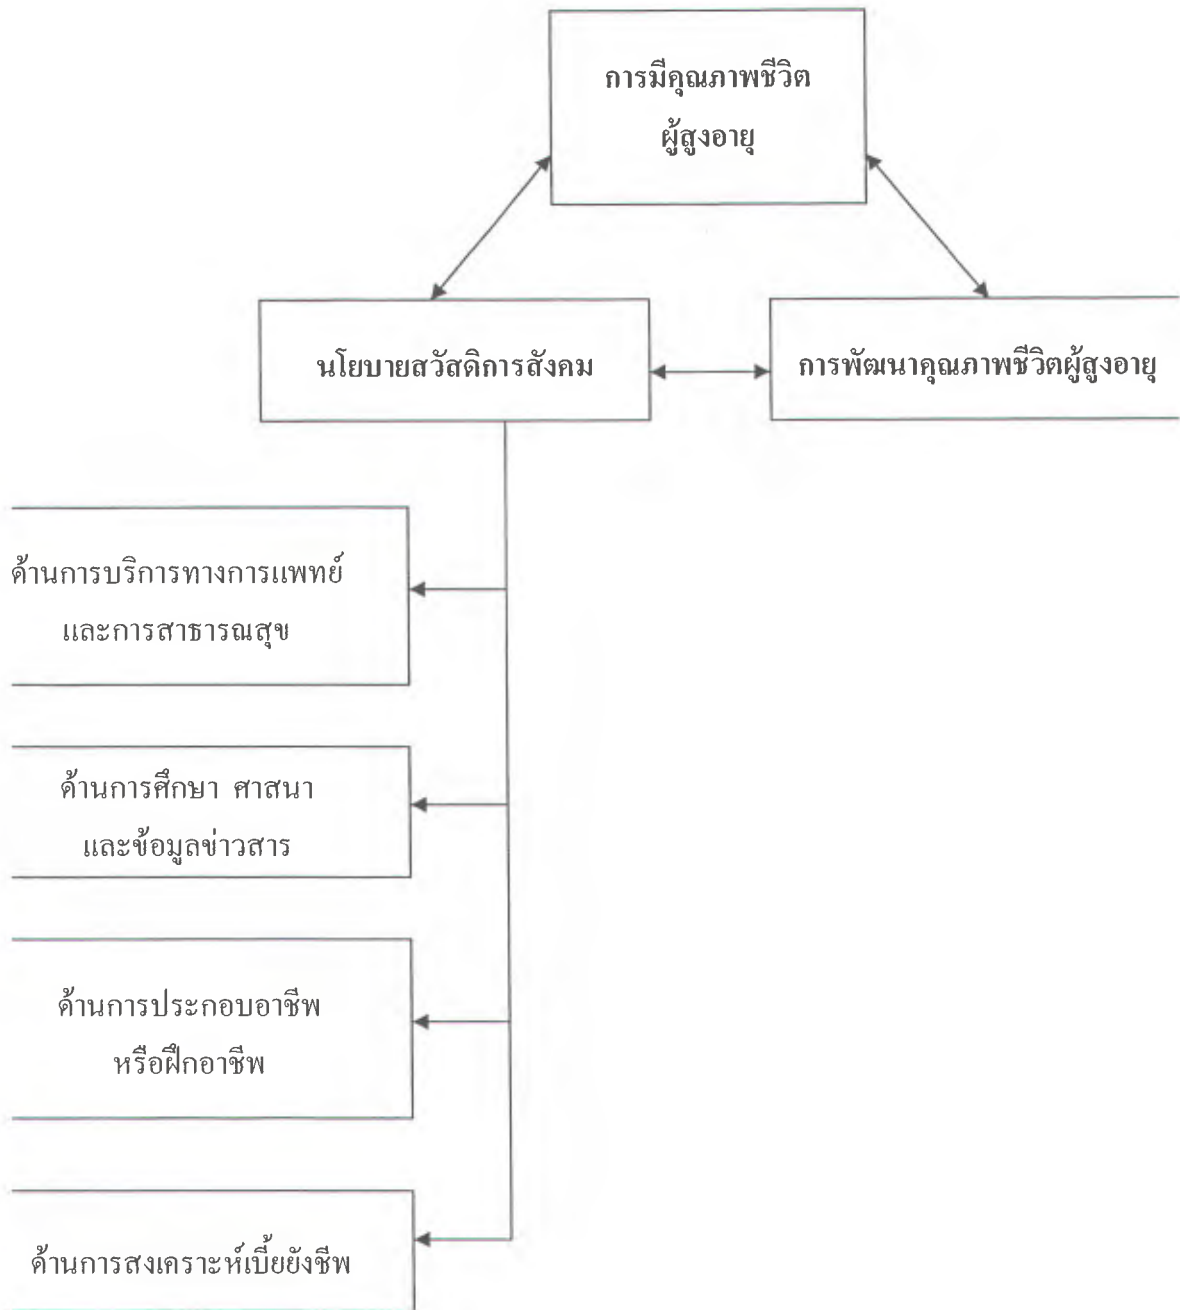 การมีคุณภาพชีวิต
ผู้สูงอายุ
นโยบายสวัสดิการสังคม
การพัฒนาคุณภาพชีวิตผู้สูงอายุ
ด้านการบริการทางการแพทย์
และการสาธารณสุข
ด้านการศึกษา ศาสนา
และข้อมูลข่าวสาร
ด้านการประกอบอาชีพ
หรือฝึกอาชีพ
ด้านการสงเคราะห์เบี้ยยังชีพ